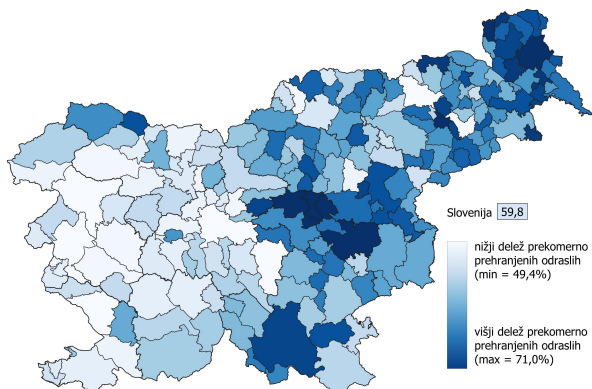 Slovenija 59,8
nižji delež prekomerno
prehranjenih odraslih
(min = 49,4%)
višji delež prekomerno
prehranjenih odraslih
(max = 71,0%)